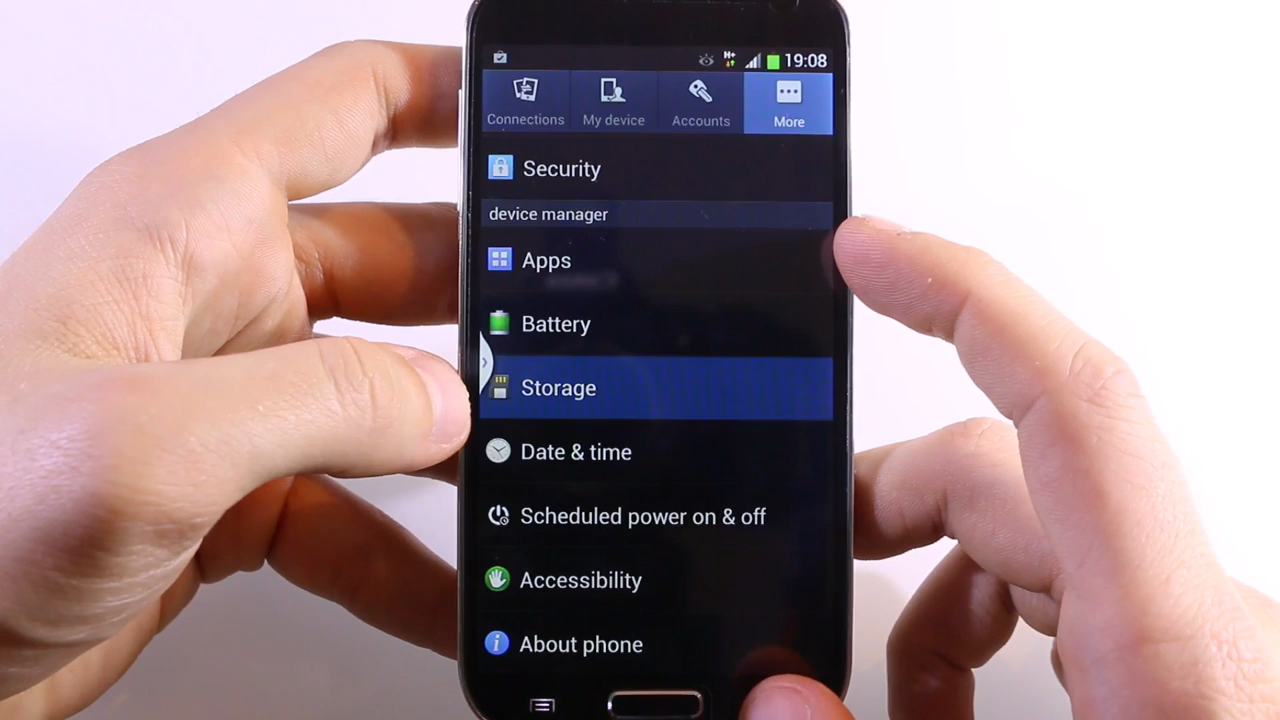 H+
19:08
Connections
My device
Accounts
More
Security
device manager
Apps
Battery
Storage
Date & time
Scheduled power on & off
Accessibility
About phone